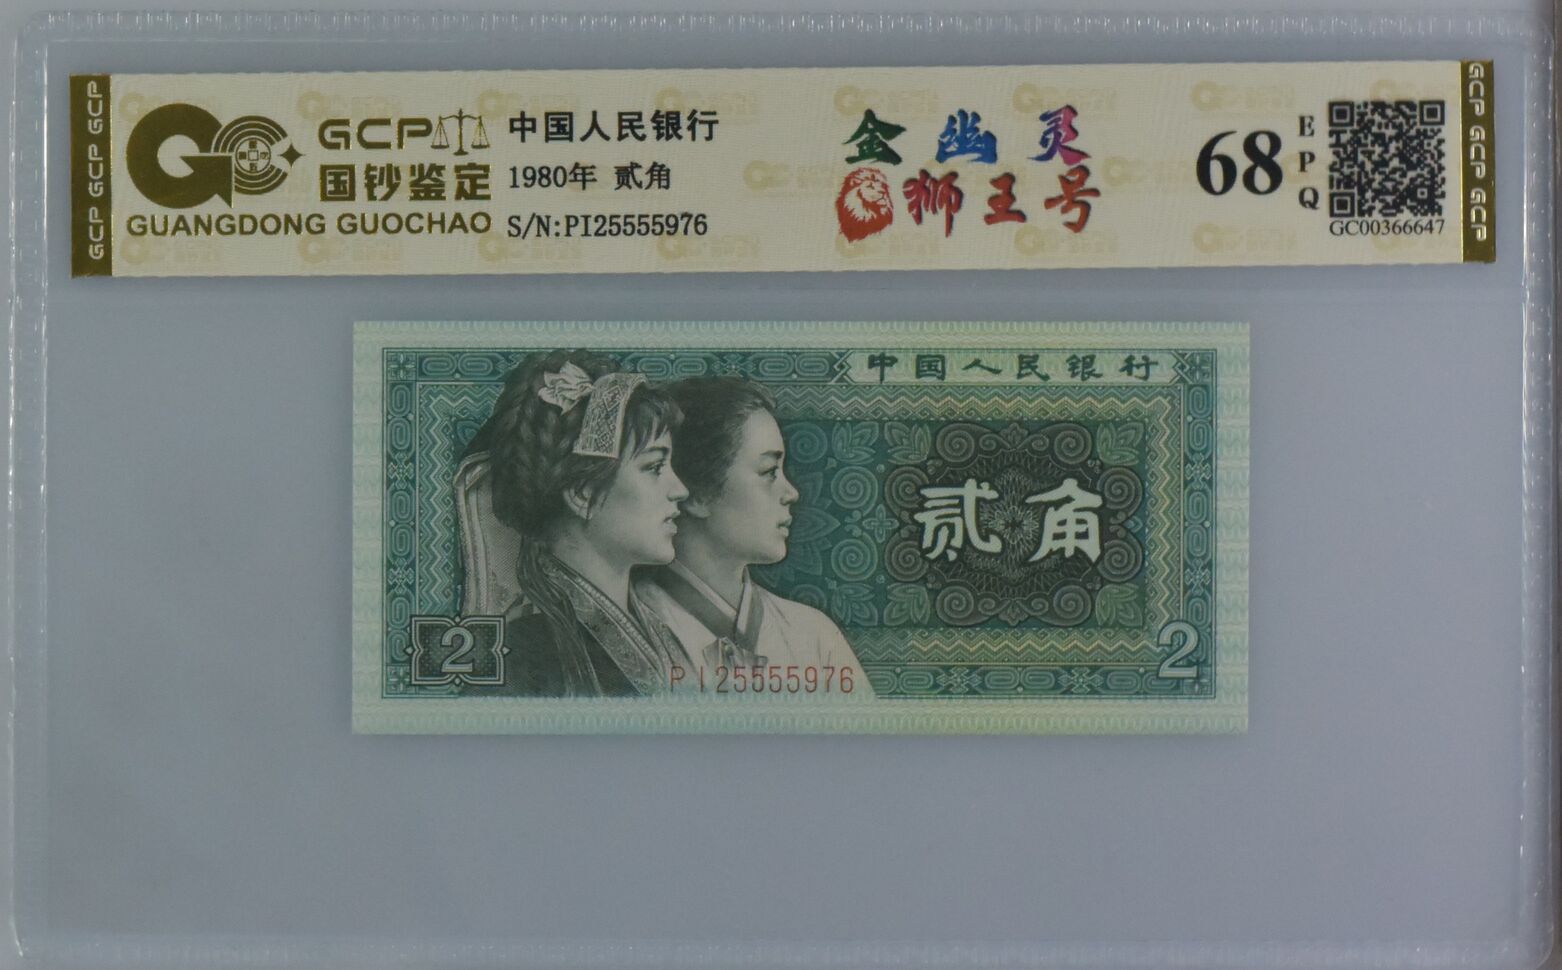 GCP GCP GCP
GCP
国钞鉴定
GUANGDONG GUOCHAO
中国人民银行
1980年 贰角
S/N:PI25555976
金幽灵
狮王号
68
EPQ
GC00366647
GCP GCP GCP
中国人民银行
贰角
2
2
PI25555976